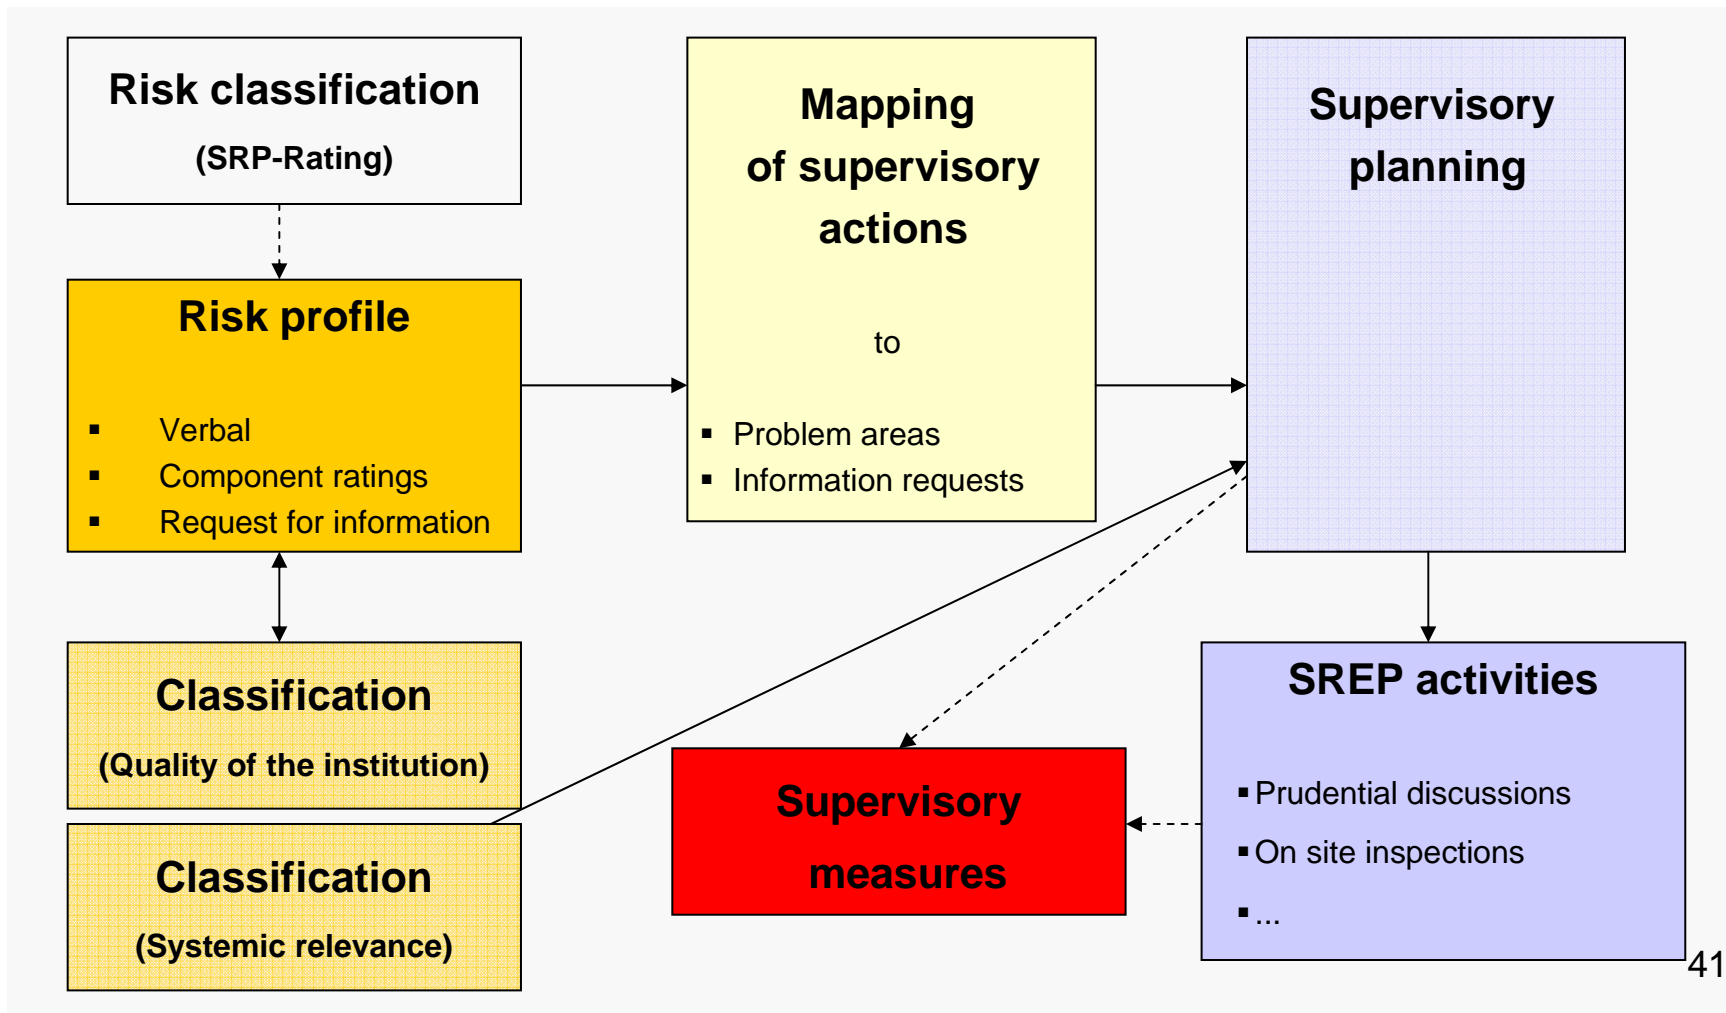 Risk classification
(SRP-Rating)
Risk profile
▪ Verbal
▪ Component ratings
▪ Request for information
Classification
(Quality of the institution)
Classification
(Systemic relevance)
Mapping
of supervisory
actions
to
▪ Problem areas
▪ Information requests
Supervisory
planning
Supervisory
measures
SREP activities
▪ Prudential discussions
▪ On site inspections
▪ ...
41